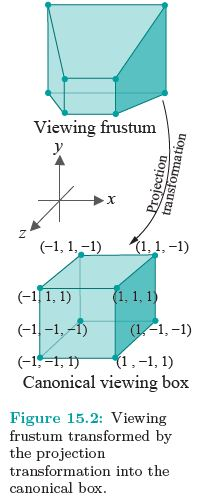 Viewing frustum
y
x
z
Projection
transformation
(−1, 1, −1) (1, 1, −1)
(−1, 1, 1) (1, 1, 1)
(−1, −1, −1) (1, −1, −1)
(−1, −1, 1) (1 , −1, 1)
Canonical viewing box
Figure 15.2: Viewing
frustum transformed by
the projection
transformation into the
canonical box.